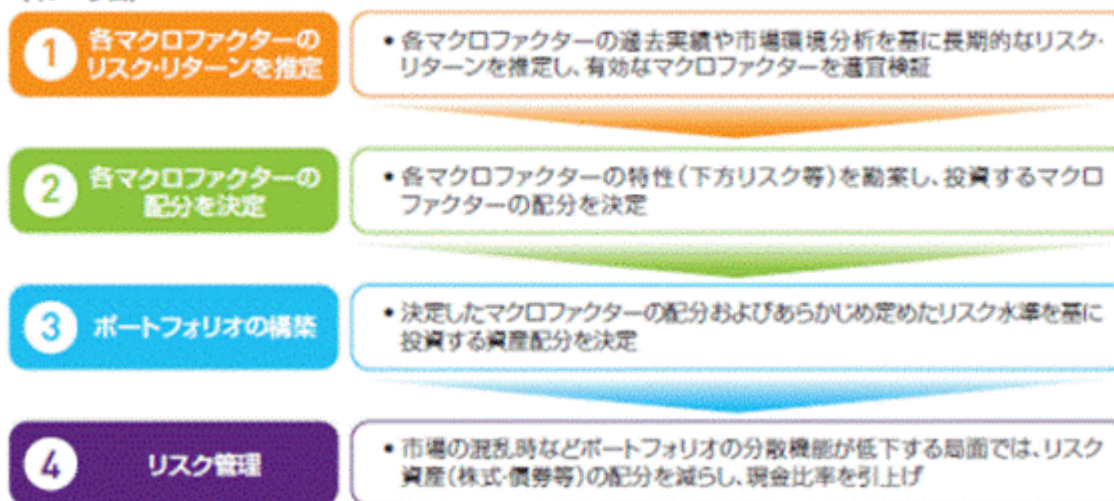 1
各マクロファクターの
リスク・リターンを推定
• 各マクロファクターの過去実績や市場環境分析を基に長期的なリスク・
リターンを推定し、有効なマクロファクターを適宜検証
2
各マクロファクターの
配分を決定
• 各マクロファクターの特性(下方リスク等)を勘案し、投資するマクロ
ファクターの配分を決定
3
ポートフォリオの構築
• 決定したマクロファクターの配分およびあらかじめ定めたリスク水準を基に
投資する資産配分を決定
4
リスク管理
• 市場の混乱時などポートフォリオの分散機能が低下する局面では、リスク
資産(株式・債券等)の配分を減らし、現金比率を引上げ